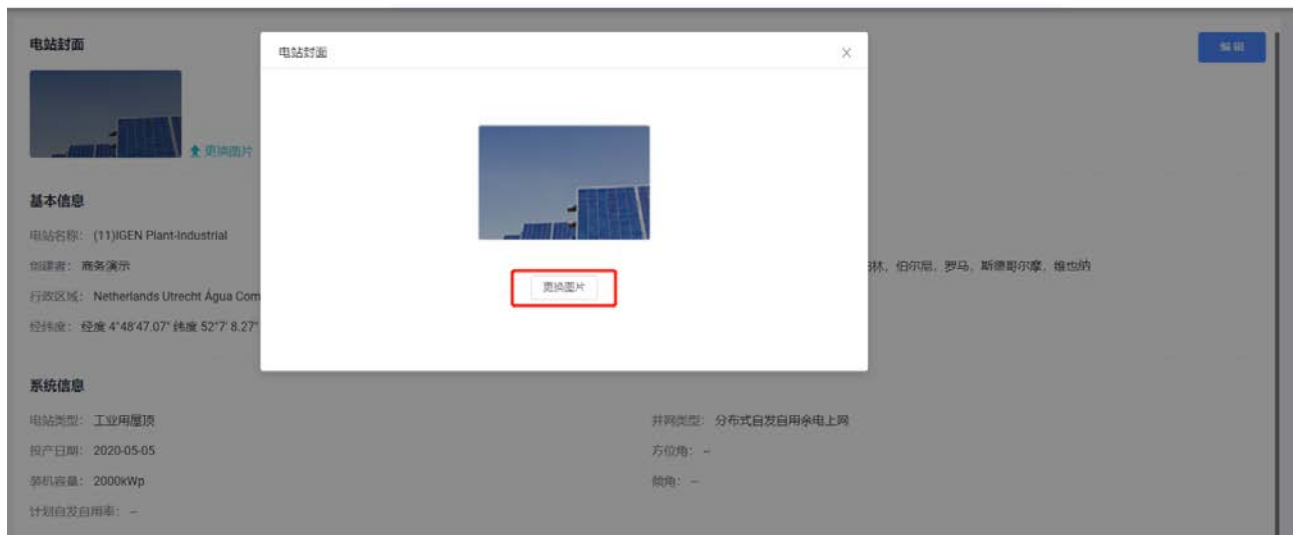 电站封面
电站封面
编 辑
更换图片
更换图片
基本信息
电站名称： (11)IGEN Plant-Industrial
创建者： 商务演示
林，伯尔尼，罗马，斯德哥尔摩，维也纳
行政区域： Netherlands Utrecht Água Com
经纬度： 经度 4°48'47.07" 纬度 52°7' 8.27"
系统信息
电站类型： 工业用屋顶
并网类型： 分布式自发自用余电上网
投产日期： 2020-05-05
方位角： --
装机容量： 2000kWp
倾角： --
计划自发自用率： --